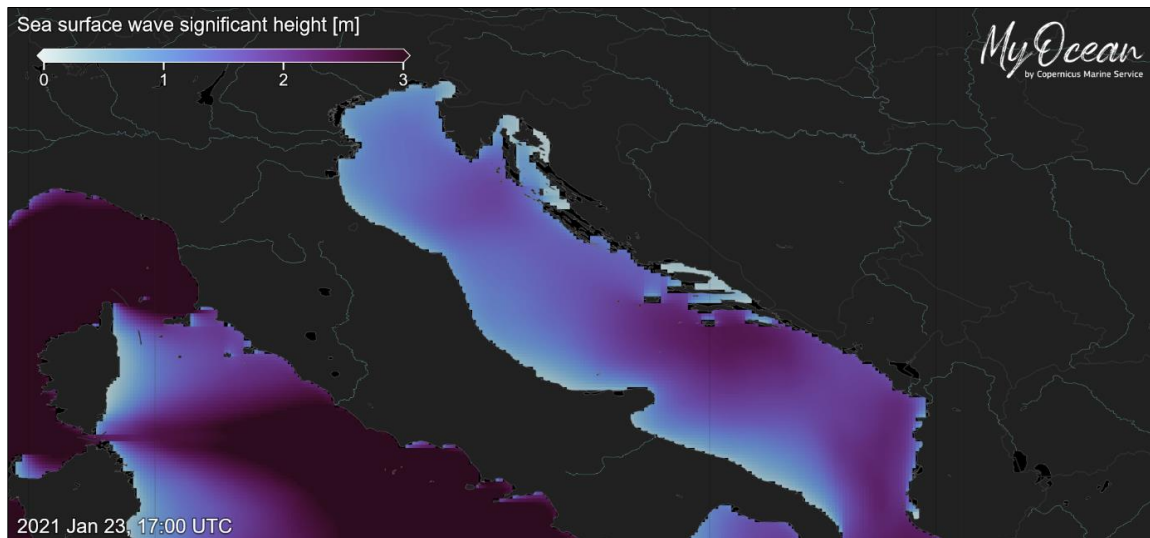 Sea surface wave significant height [m]
0 1 2 3
My Ocean
by Copernicus Marine Service
2021 Jan 23, 17:00 UTC